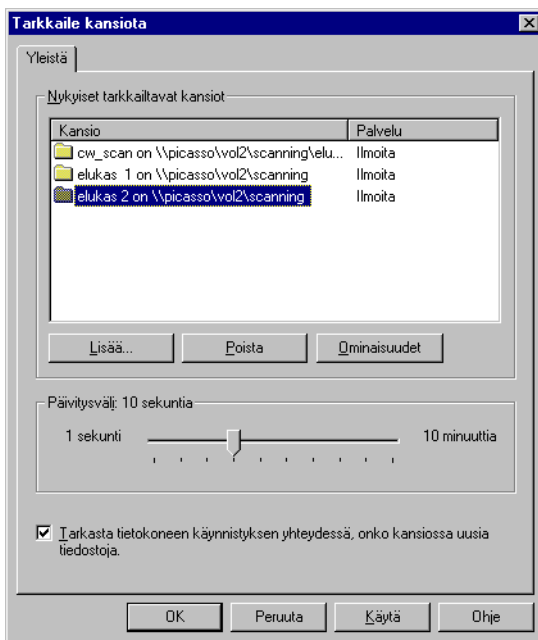 Tarkkaile kansiota
Yleistä
Nykyiset tarkkailtavat kansiot
Kansio Palvelu
cw_scan on \\picasso\vol2\scanning\elu... Ilmoita
elukas 1 on \\picasso\vol2\scanning Ilmoita
elukas 2 on \\picasso\vol2\scanning Ilmoita
Lisää... Poista Ominaisuudet
Päivitysväli: 10 sekuntia
1 sekunti 10 minuuttia
Tarkasta tietokoneen käynnistyksen yhteydessä, onko kansiossa uusia
tiedostoja.
OK Peruuta Käytä Ohje